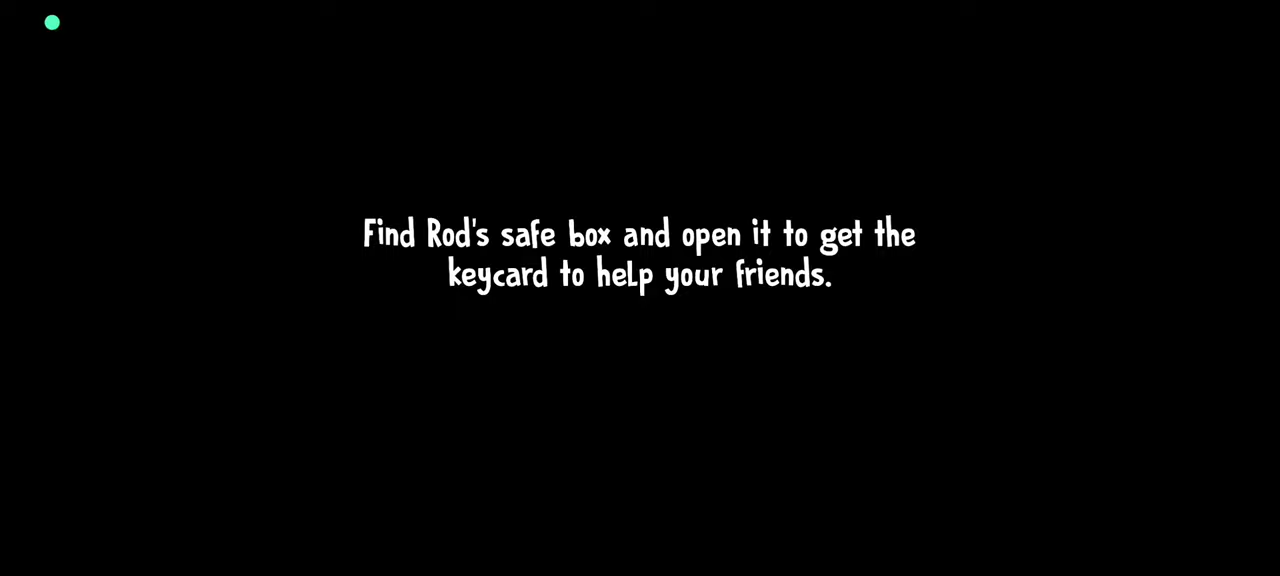 Find Rod's safe box and open it to get the
keycard to help your friends.